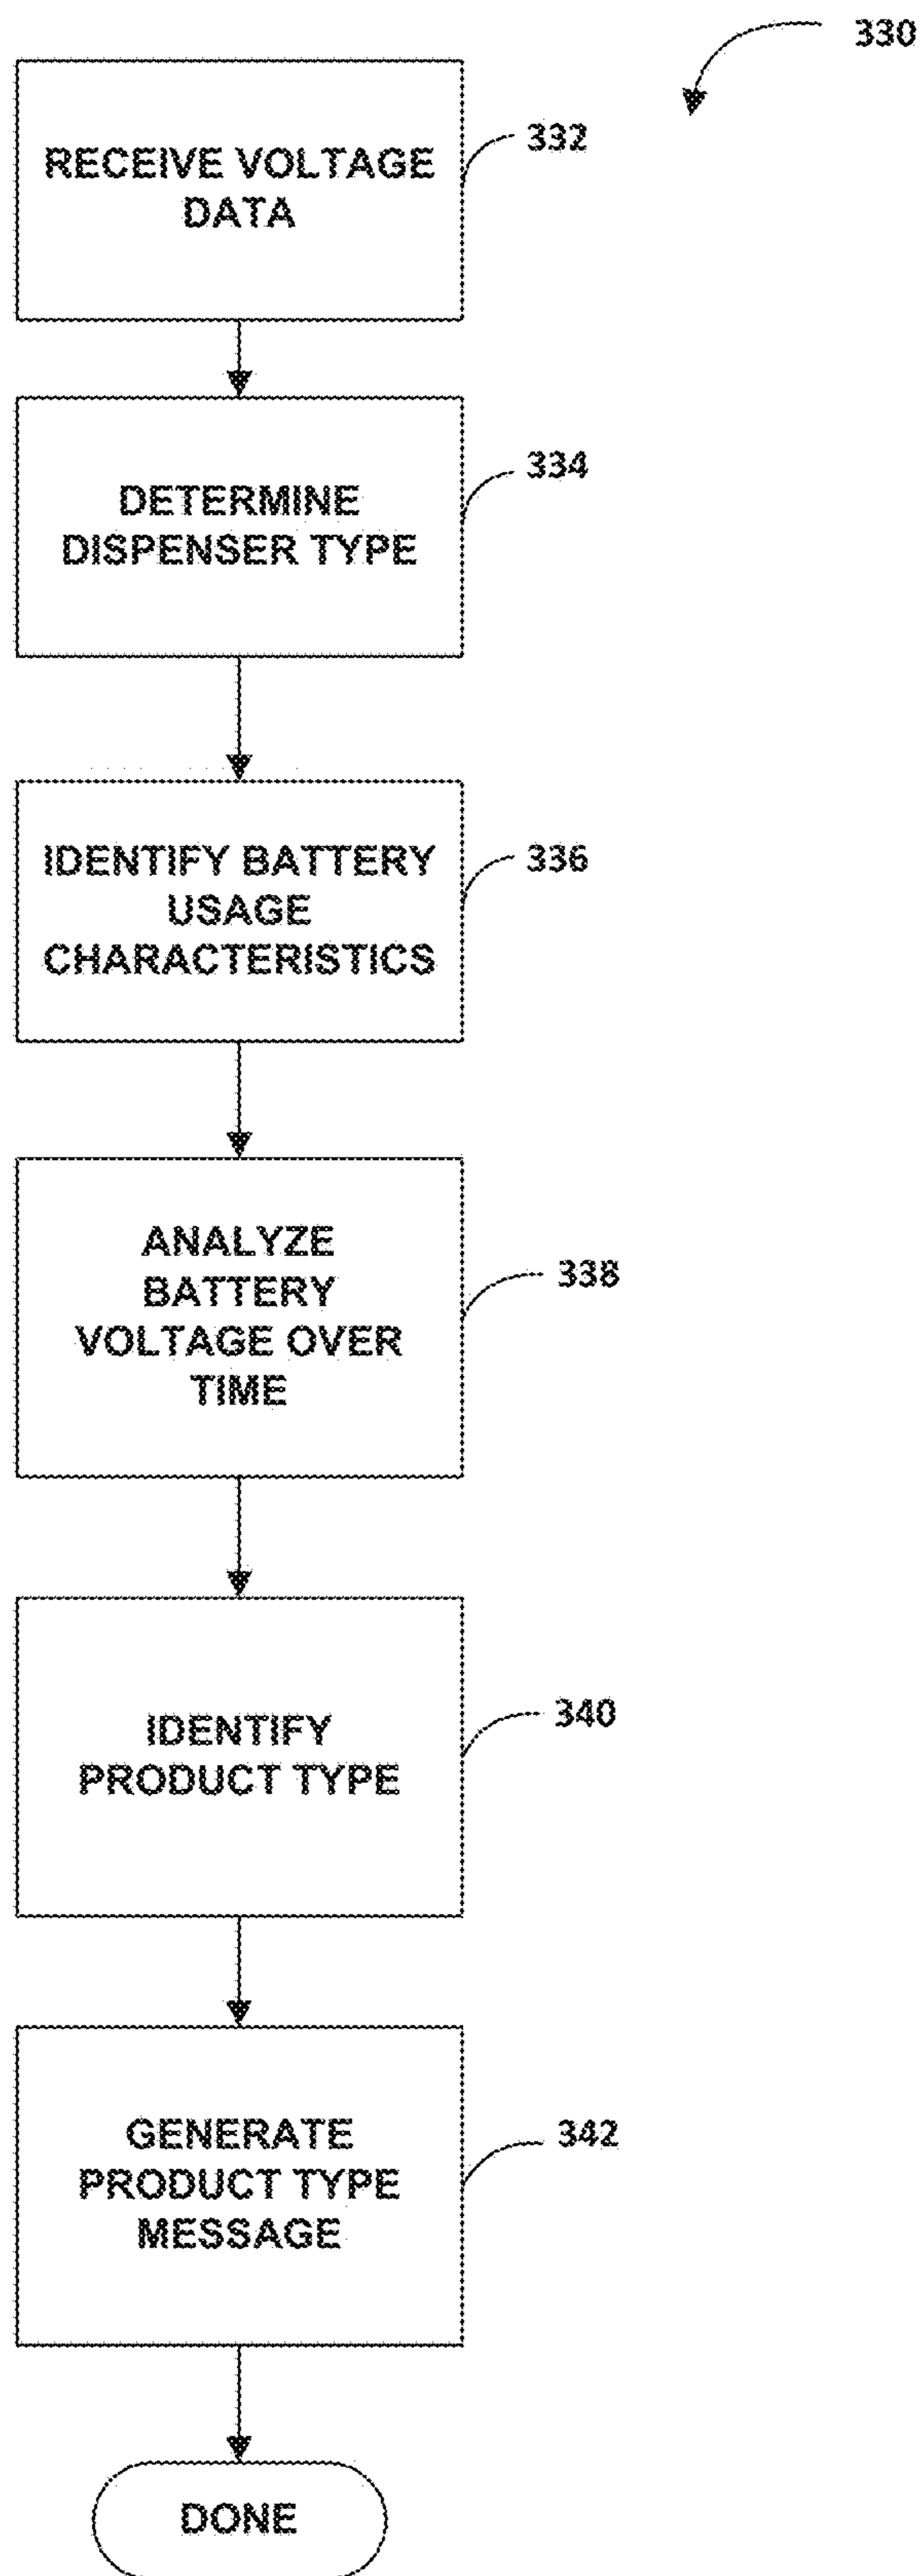 330
RECEIVE VOLTAGE
DATA
332
DETERMINE
DISPENSER TYPE
334
IDENTIFY BATTERY
USAGE
CHARACTERISTICS
336
ANALYZE
BATTERY
VOLTAGE OVER
TIME
338
IDENTIFY
PRODUCT TYPE
340
GENERATE
PRODUCT TYPE
MESSAGE
342
DONE